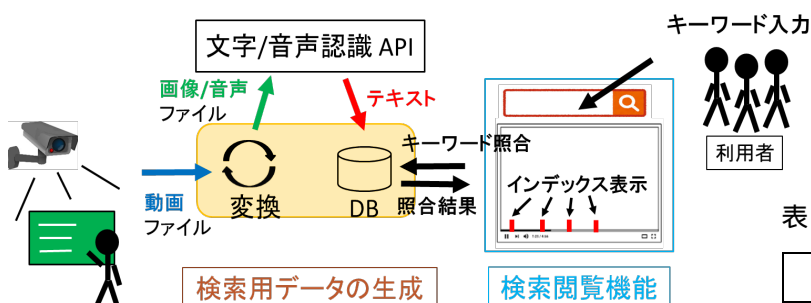 キーワード入力
文字/音声認識 API
画像/音声
ファイル
テキスト
キーワード照合
利用者
インデックス表示
動画
ファイル
変換
DB
照合結果
表
検索用データの生成
検索閲覧機能